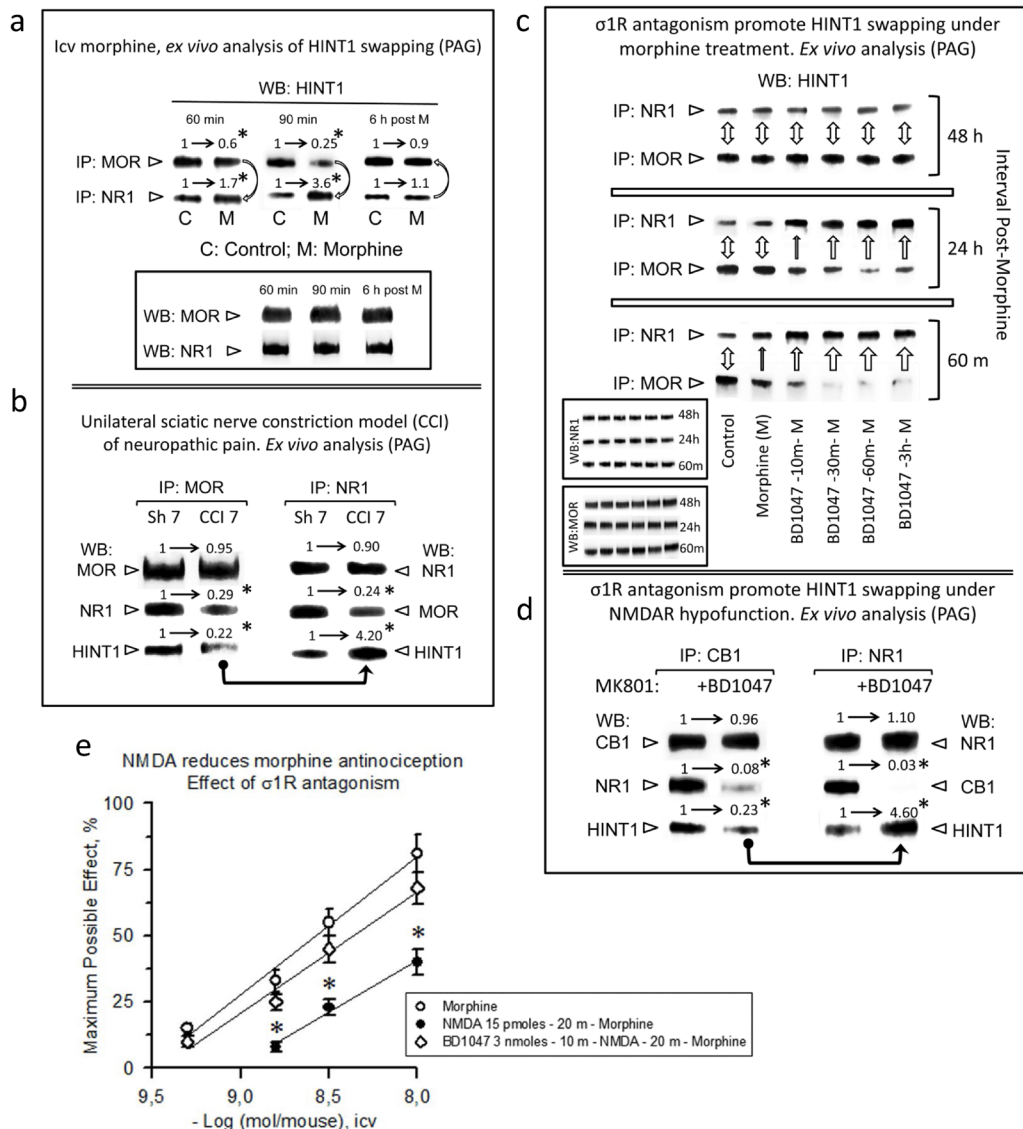 a
Icv morphine, ex vivo analysis of HINT1 swapping (PAG)
WB: HINT1
60 min 90 min 6 h post M
1 → 0.6 * 1 → 0.25 * 1 → 0.9
IP: MOR
1 → 1.7 * 1 → 3.6 * 1 → 1.1
IP: NR1
C M C M C M
C: Control; M: Morphine
60 min 90 min 6 h post M
WB: MOR
WB: NR1
b
Unilateral sciatic nerve constriction model (CCI)
of neuropathic pain. Ex vivo analysis (PAG)
IP: MOR IP: NR1
Sh 7 CCI 7 Sh 7 CCI 7
WB: 1 → 0.95 1 → 0.90 WB:
MOR NR1
1 → 0.29 * 1 → 0.24 *
NR1 MOR
1 → 0.22 * 1 → 4.20 *
HINT1 HINT1
c
σ1R antagonism promote HINT1 swapping under
morphine treatment. Ex vivo analysis (PAG)
WB: HINT1
IP: NR1
IP: MOR
48 h
IP: NR1
IP: MOR
24 h
IP: NR1
IP: MOR
60 m
Interval Post-Morphine
Control
Morphine (M)
BD1047 -10m- M
BD1047 -30m- M
BD1047 -60m- M
BD1047 -3h- M
WB:NR1
48h
24h
60m
WB:MOR
48h
24h
60m
d
σ1R antagonism promote HINT1 swapping under
NMDAR hypofunction. Ex vivo analysis (PAG)
IP: CB1 IP: NR1
MK801: +BD1047 +BD1047
WB: 1 → 0.96 1 → 1.10 WB:
CB1 NR1
1 → 0.08 * 1 → 0.03 *
NR1 CB1
1 → 0.23 * 1 → 4.60 *
HINT1 HINT1
e
NMDA reduces morphine antinociception
Effect of σ1R antagonism
Maximum Possible Effect, %
100
75
50
25
0
* * *
9,5 9,0 8,5 8,0
- Log (mol/mouse), icv
Morphine
NMDA 15 pmoles - 20 m - Morphine
BD1047 3 nmoles - 10 m - NMDA - 20 m - Morphine